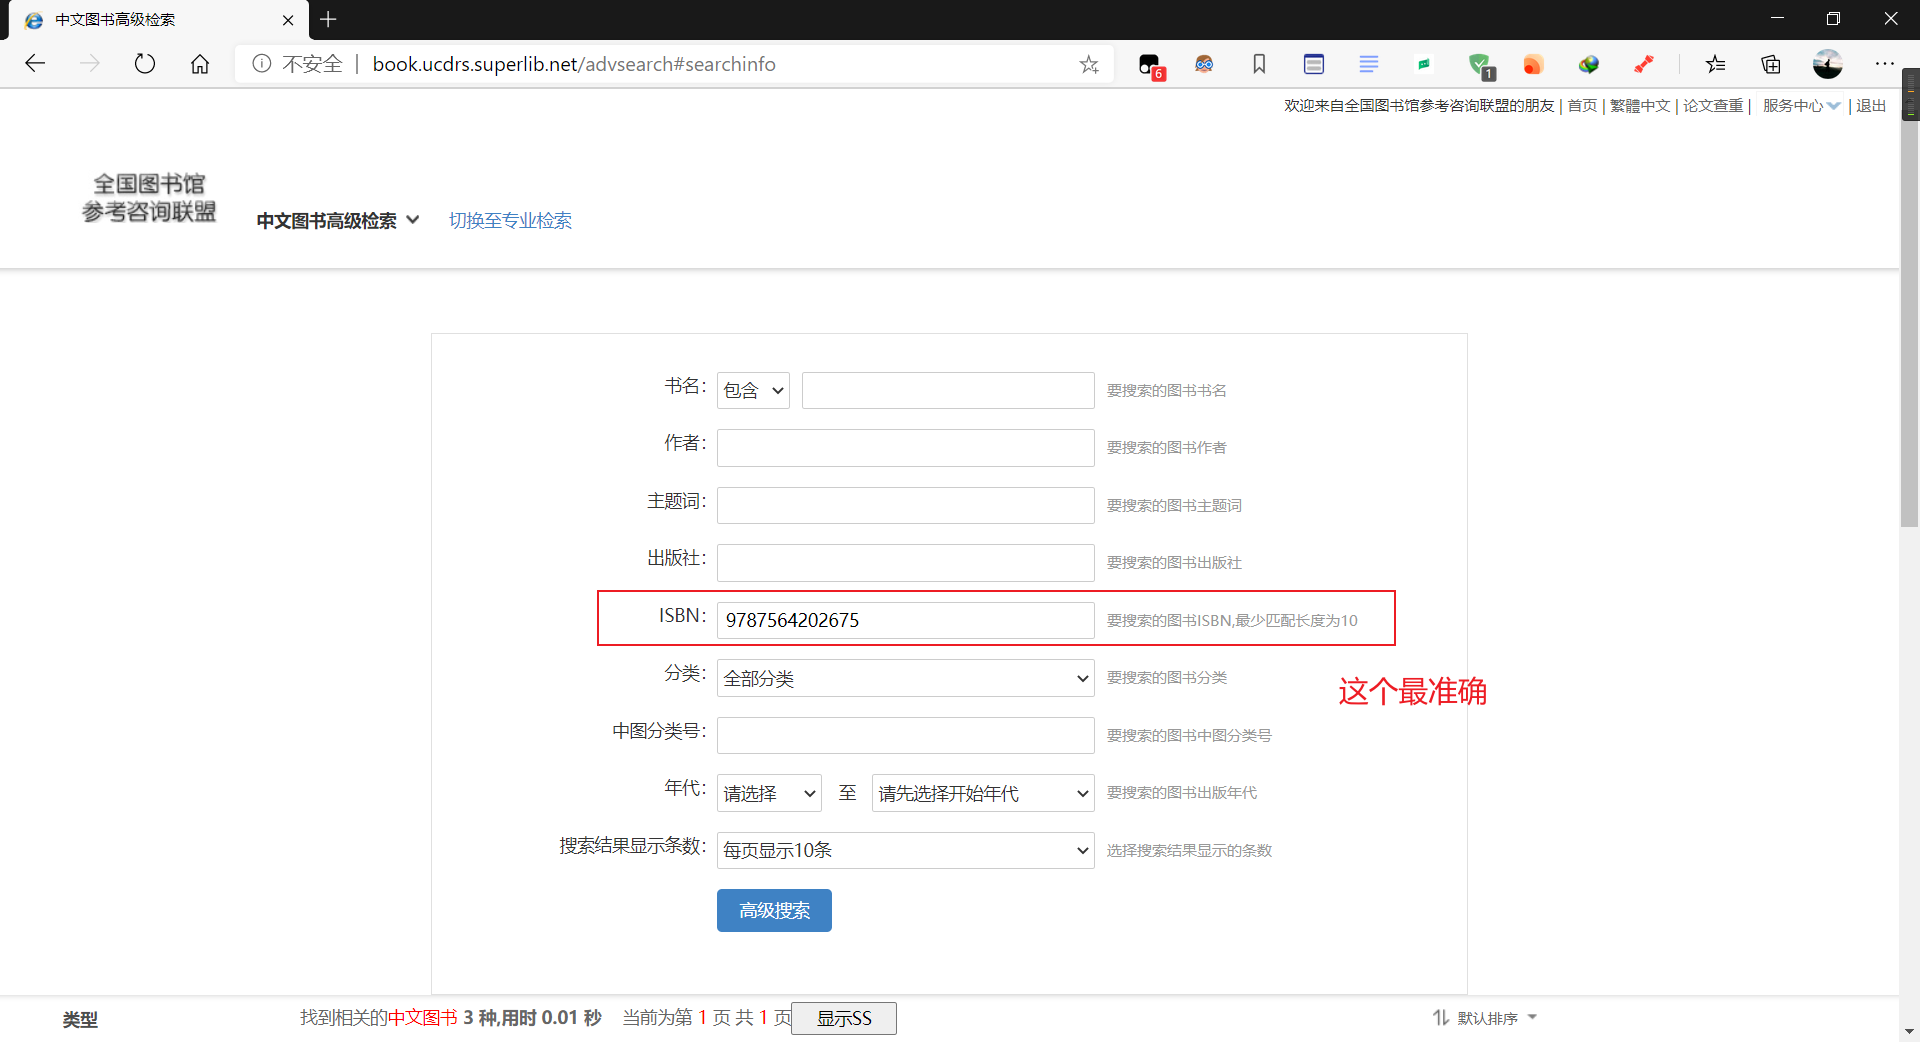 中文图书高级检索
不安全 | book.ucdrs.superlib.net/advsearch#searchinfo
6
1
欢迎来自全国图书馆参考咨询联盟的朋友 | 首页 | 繁體中文 | 论文查重 | 服务中心 | 退出
全国图书馆
参考咨询联盟
中文图书高级检索 切换至专业检索
书名: 包含 要搜索的图书书名
作者: 要搜索的图书作者
主题词: 要搜索的图书主题词
出版社: 要搜索的图书出版社
ISBN: 9787564202675 要搜索的图书ISBN,最少匹配长度为10
分类: 全部分类 要搜索的图书分类
这个最准确
中图分类号: 要搜索的图书中图分类号
年代: 请选择 至 请先选择开始年代 要搜索的图书出版年代
搜索结果显示条数: 每页显示10条 选择搜索结果显示的条数
高级搜索
类型 找到相关的中文图书 3 种,用时 0.01 秒 当前为第 1 页 共 1 页 显示SS 默认排序